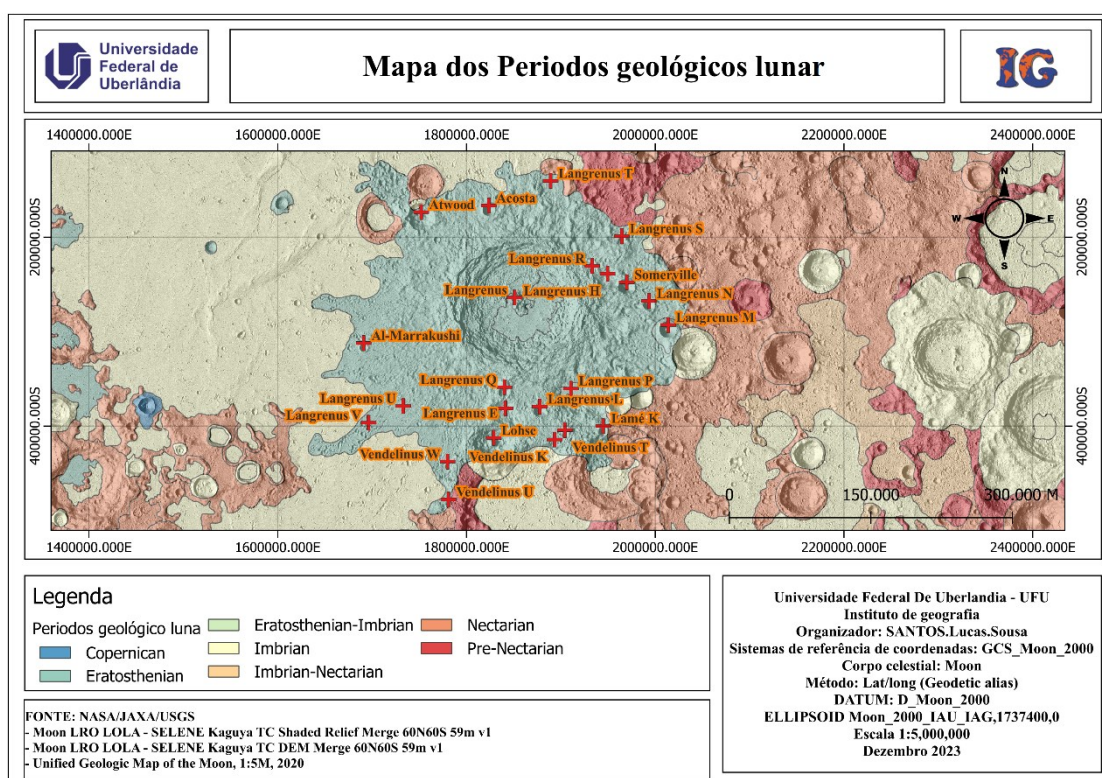 Universidade
Federal de
Uberlândia
Mapa dos Periodos geológicos lunar
IG
1400000.000E 1600000.000E 1800000.000E 2000000.000E 2200000.000E 2400000.000E
200000.000S
400000.000S
200000.000S
400000.000S
N
W E
S
Langrenus T
Atwood
Acosta
Langrenus S
Langrenus R
Somerville
Langrenus
Langrenus H
Langrenus N
Langrenus M
Al-Marrakushi
Langrenus Q
Langrenus P
Langrenus U
Langrenus L
Langrenus V
Langrenus E
Lamé K
Lohse
Vendelinus T
Vendelinus W
Vendelinus K
Vendelinus U
0 150.000 300.000 M
1400000.000E 1600000.000E 1800000.000E 2000000.000E 2200000.000E 2400000.000E
Legenda
Periodos geológico luna
Copernican
Eratosthenian
Eratosthenian-Imbrian
Imbrian
Imbrian-Nectarian
Nectarian
Pre-Nectarian
FONTE: NASA/JAXA/USGS
- Moon LRO LOLA - SELENE Kaguya TC Shaded Relief Merge 60N60S 59m v1
- Moon LRO LOLA - SELENE Kaguya TC DEM Merge 60N60S 59m v1
- Unified Geologic Map of the Moon, 1:5M, 2020
Universidade Federal De Uberlandia - UFU
Instituto de geografia
Organizador: SANTOS.Lucas.Sousa
Sistemas de referência de coordenadas: GCS_Moon_2000
Corpo celestial: Moon
Método: Lat/long (Geodetic alias)
DATUM: D_Moon_2000
ELLIPSOID Moon_2000_IAU_IAG,1737400,0
Escala 1:5,000,000
Dezembro 2023